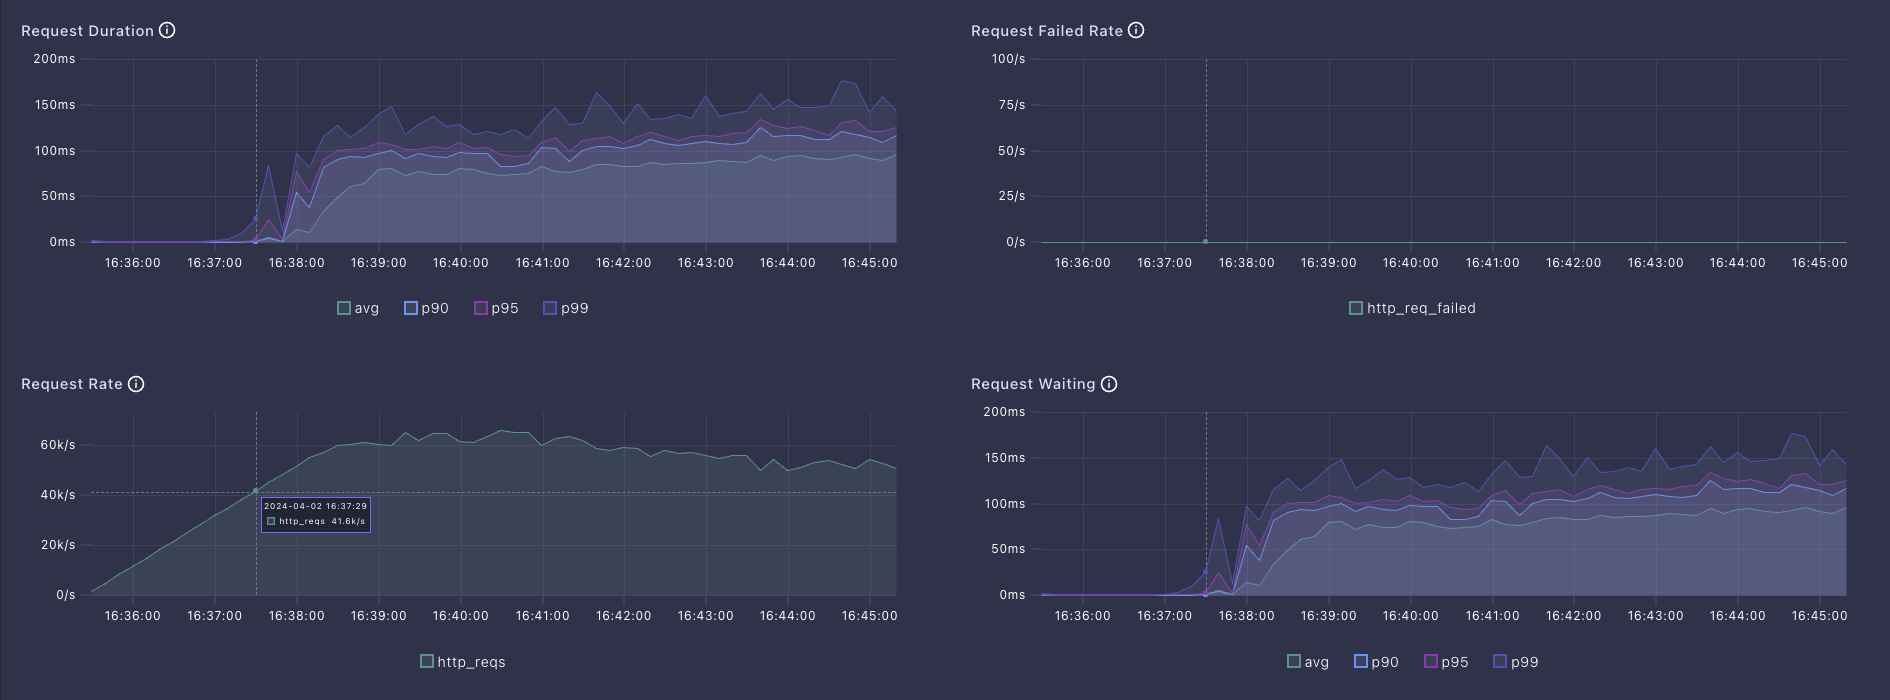 Request Duration
200ms
150ms
100ms
50ms
0ms
16:36:00 16:37:00 16:38:00 16:39:00 16:40:00 16:41:00 16:42:00 16:43:00 16:44:00 16:45:00
avg p90 p95 p99
Request Failed Rate
100/s
75/s
50/s
25/s
0/s
16:36:00 16:37:00 16:38:00 16:39:00 16:40:00 16:41:00 16:42:00 16:43:00 16:44:00 16:45:00
http_req_failed
Request Rate
60k/s
40k/s
20k/s
0/s
2024-04-02 16:37:29
http_reqs 41.6k/s
16:36:00 16:37:00 16:38:00 16:39:00 16:40:00 16:41:00 16:42:00 16:43:00 16:44:00 16:45:00
http_reqs
Request Waiting
200ms
150ms
100ms
50ms
0ms
16:36:00 16:37:00 16:38:00 16:39:00 16:40:00 16:41:00 16:42:00 16:43:00 16:44:00 16:45:00
avg p90 p95 p99